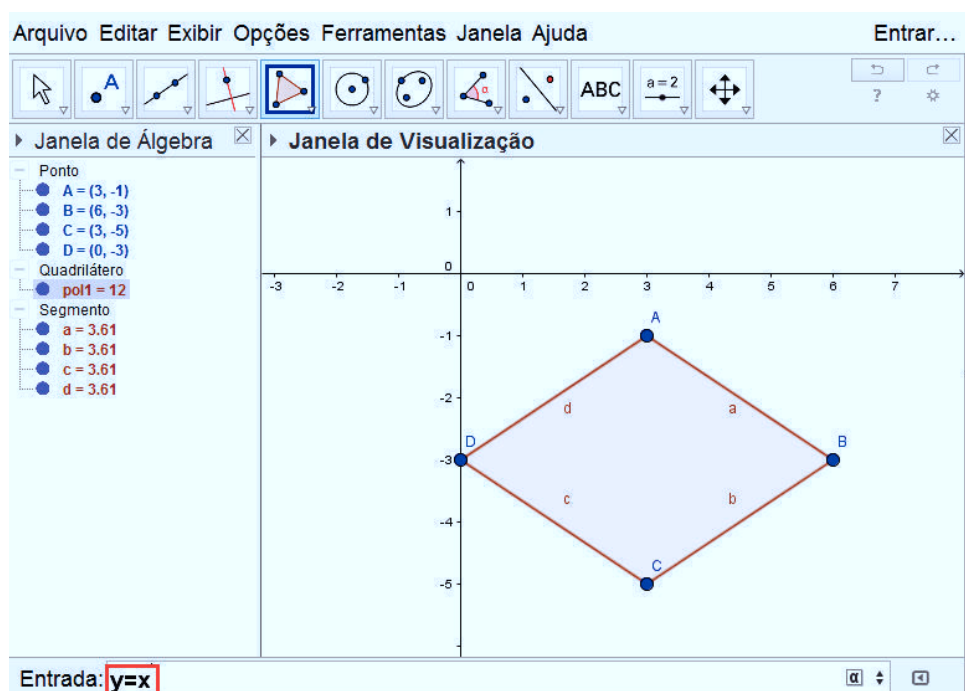 Arquivo Editar Exibir Opções Ferramentas Janela Ajuda Entrar...
A α ABC a = 2 ?
Janela de Álgebra
Ponto
A = (3, -1)
B = (6, -3)
C = (3, -5)
D = (0, -3)
Quadrilátero
pol1 = 12
Segmento
a = 3.61
b = 3.61
c = 3.61
d = 3.61
Janela de Visualização
1
0
-3 -2 -1 0 1 2 3 4 5 6 7
A
-1
-2
d a
D B
-3
c b
-4
C
-5
Entrada: y=x α